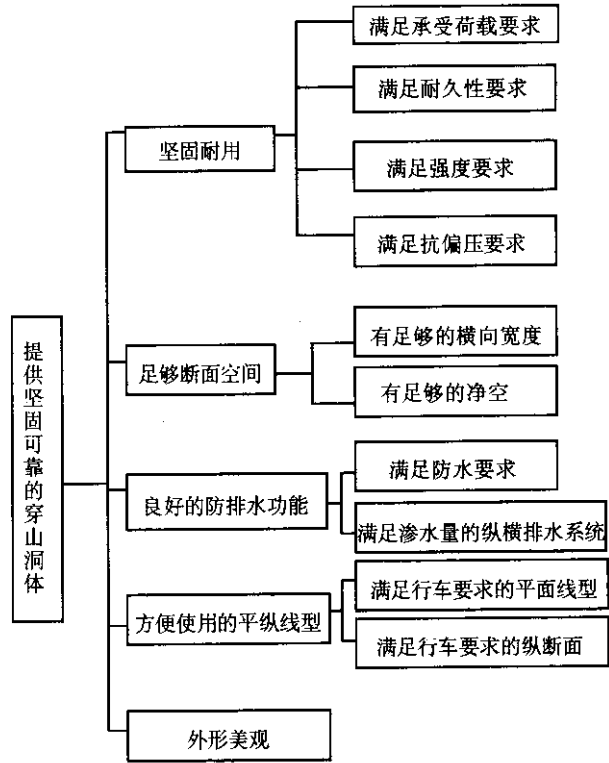 提供坚固可靠的穿山洞体
坚固耐用
满足承受荷载要求
满足耐久性要求
满足强度要求
满足抗偏压要求
足够断面空间
有足够的横向宽度
有足够的净空
良好的防排水功能
满足防水要求
满足渗水量的纵横排水系统
方便使用的平纵线型
满足行车要求的平面线型
满足行车要求的纵断面
外形美观